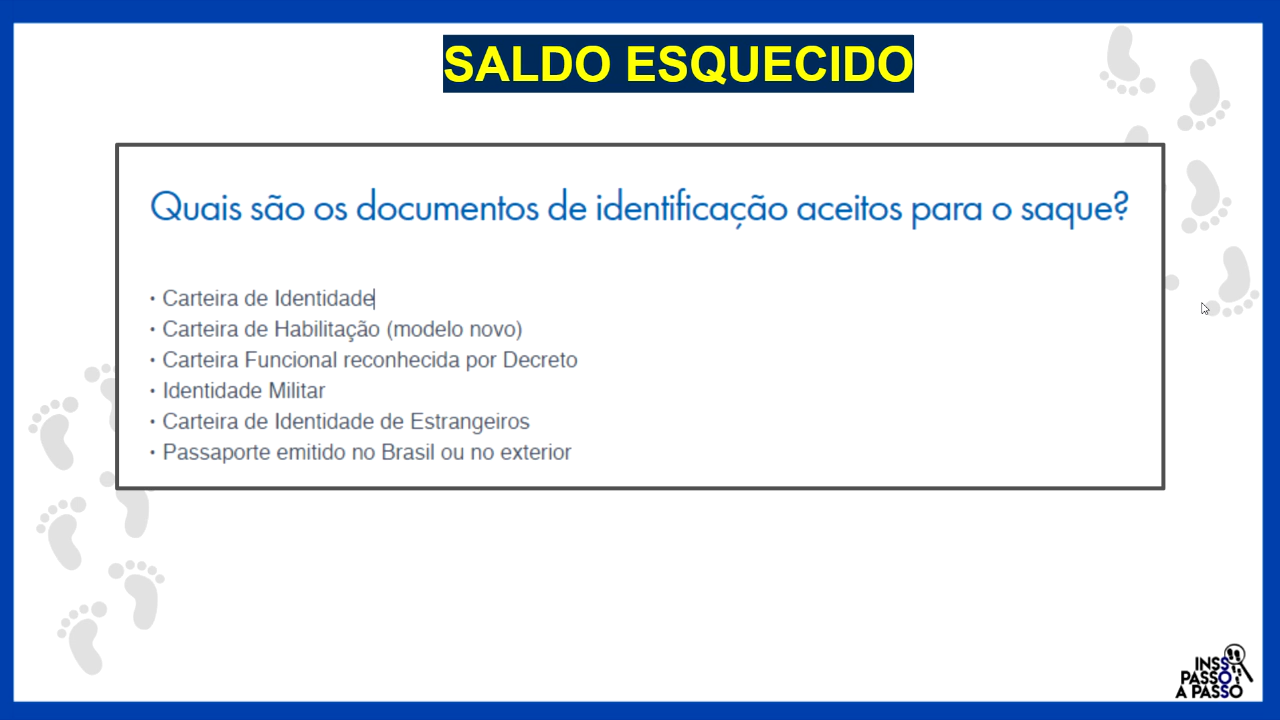 SALDO ESQUECIDO
Quais são os documentos de identificação aceitos para o saque?
• Carteira de Identidade
• Carteira de Habilitação (modelo novo)
• Carteira Funcional reconhecida por Decreto
• Identidade Militar
• Carteira de Identidade de Estrangeiros
• Passaporte emitido no Brasil ou no exterior
INSS
PASSO
A PASSO